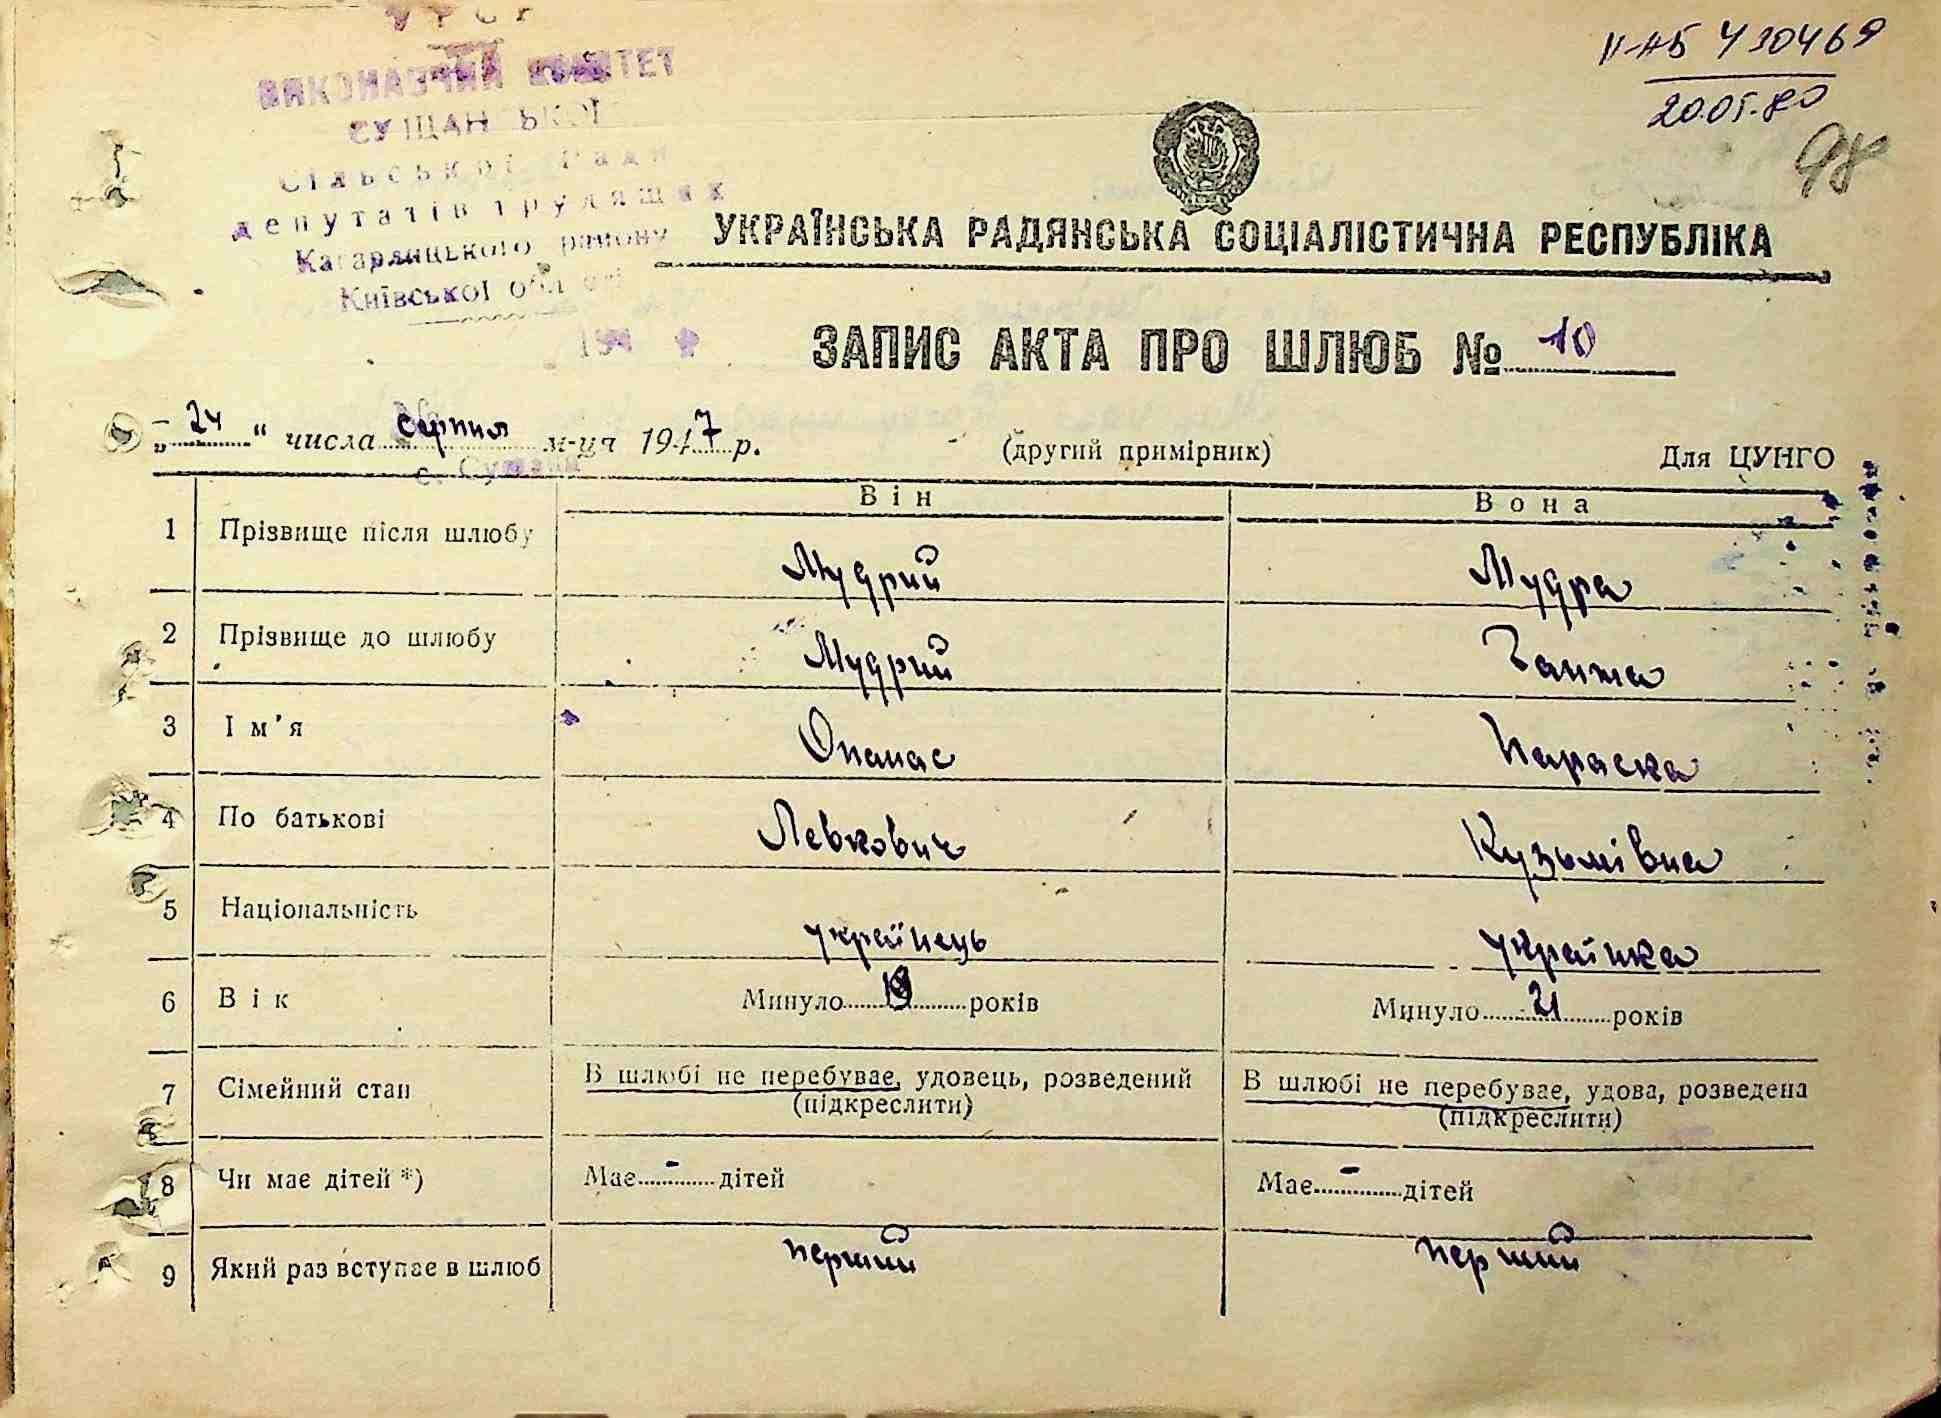 УРСР
ВИКОНАВЧИЙ КОМІТЕТ
СУЩАНСЬКОЇ
Сільської Ради
депутатів трудящих
Кагарлицького району
Київської обл
194
с. Сущани
ІІ-НБ 430469
20.05.80
98
УКРАЇНСЬКА РАДЯНСЬКА СОЦІАЛІСТИЧНА РЕСПУБЛІКА
ЗАПИС АКТА ПРО ШЛЮБ № 10
„24“ числа Серпня м-ця 1947 р. (другий примірник) Для ЦУНГО
Він Вона
1 Прізвище після шлюбу Мудрий Мудра
2 Прізвище до шлюбу Мудрий
3 Ім'я Опанас Параска
4 По батькові Левкович Кузьмівна
5 Національність українець українка
6 Вік Минуло років Минуло 21 років
7 Сімейний стан В шлюбі не перебуває, удовець, розведений В шлюбі не перебуває, удова, розведена
(підкреслити) (підкреслити)
8 Чи має дітей *) Має - дітей Має - дітей
9 Який раз вступає в шлюб перший перший